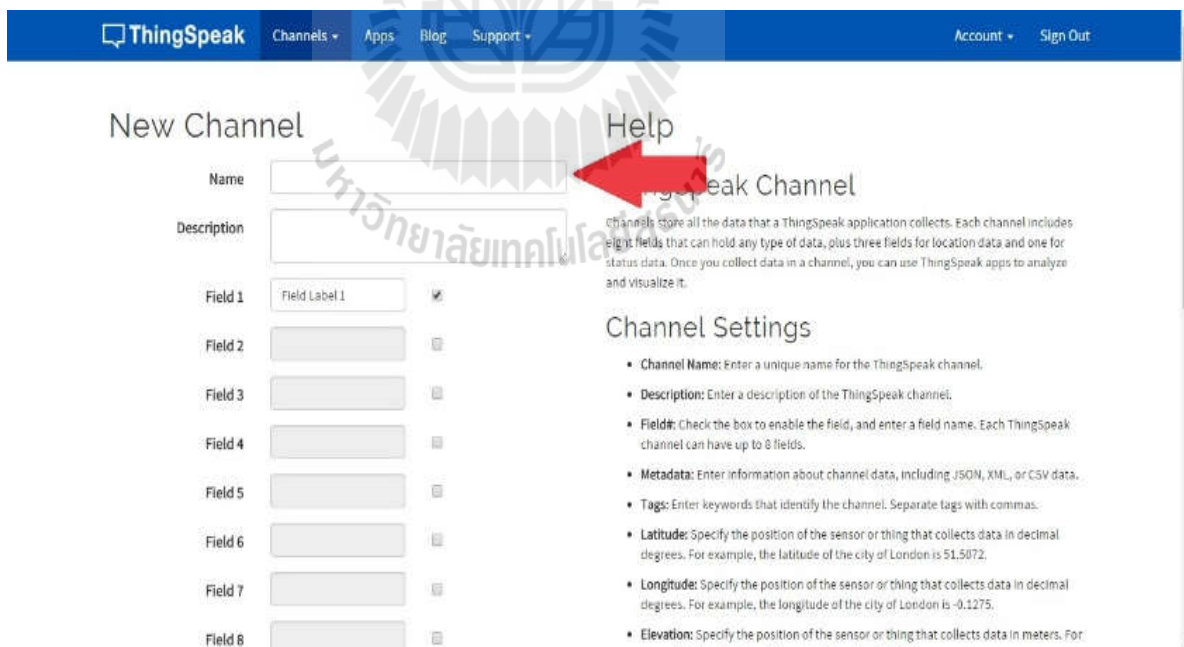 ThingSpeak Channels Apps Blog Support Account Sign Out
New Channel
Name
Description
Field 1 Field Label 1
Field 2
Field 3
Field 4
Field 5
Field 6
Field 7
Field 8
Help
Channel
Channels store all the data that a ThingSpeak application collects. Each channel includes
eight fields that can hold any type of data, plus three fields for location data and one for
status data. Once you collect data in a channel, you can use ThingSpeak apps to analyze
and visualize it.
Channel Settings
• Channel Name: Enter a unique name for the ThingSpeak channel.
• Description: Enter a description of the ThingSpeak channel.
• Field#: Check the box to enable the field, and enter a field name. Each ThingSpeak
channel can have up to 8 fields.
• Metadata: Enter information about channel data, including JSON, XML, or CSV data.
• Tags: Enter keywords that identify the channel. Separate tags with commas.
• Latitude: Specify the position of the sensor or thing that collects data in decimal
degrees. For example, the latitude of the city of London is 51.5072.
• Longitude: Specify the position of the sensor or thing that collects data in decimal
degrees. For example, the longitude of the city of London is -0.1275.
• Elevation: Specify the position of the sensor or thing that collects data in meters. For